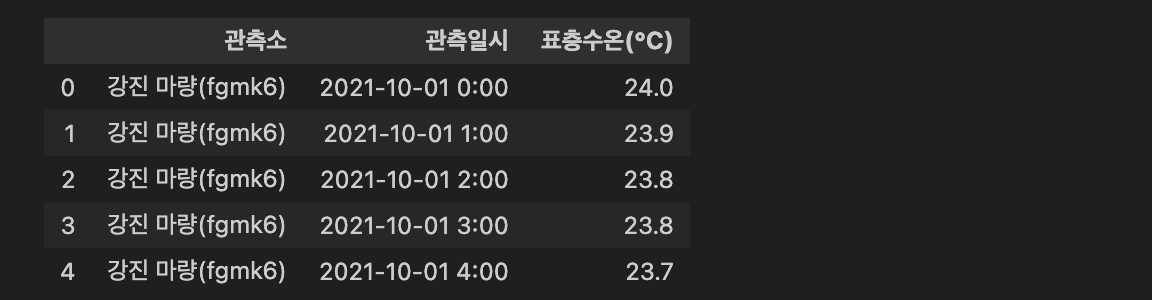 관측소 관측일시 표층수온(°C)
0 강진 마량(fgmk6) 2021-10-01 0:00 24.0
1 강진 마량(fgmk6) 2021-10-01 1:00 23.9
2 강진 마량(fgmk6) 2021-10-01 2:00 23.8
3 강진 마량(fgmk6) 2021-10-01 3:00 23.8
4 강진 마량(fgmk6) 2021-10-01 4:00 23.7